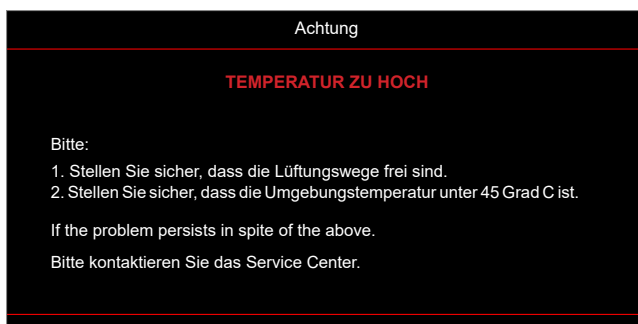 Achtung
TEMPERATUR ZU HOCH
Bitte:
1. Stellen Sie sicher, dass die Lüftungswege frei sind.
2. Stellen Sie sicher, dass die Umgebungstemperatur unter 45 Grad C ist.
If the problem persists in spite of the above.
Bitte kontaktieren Sie das Service Center.